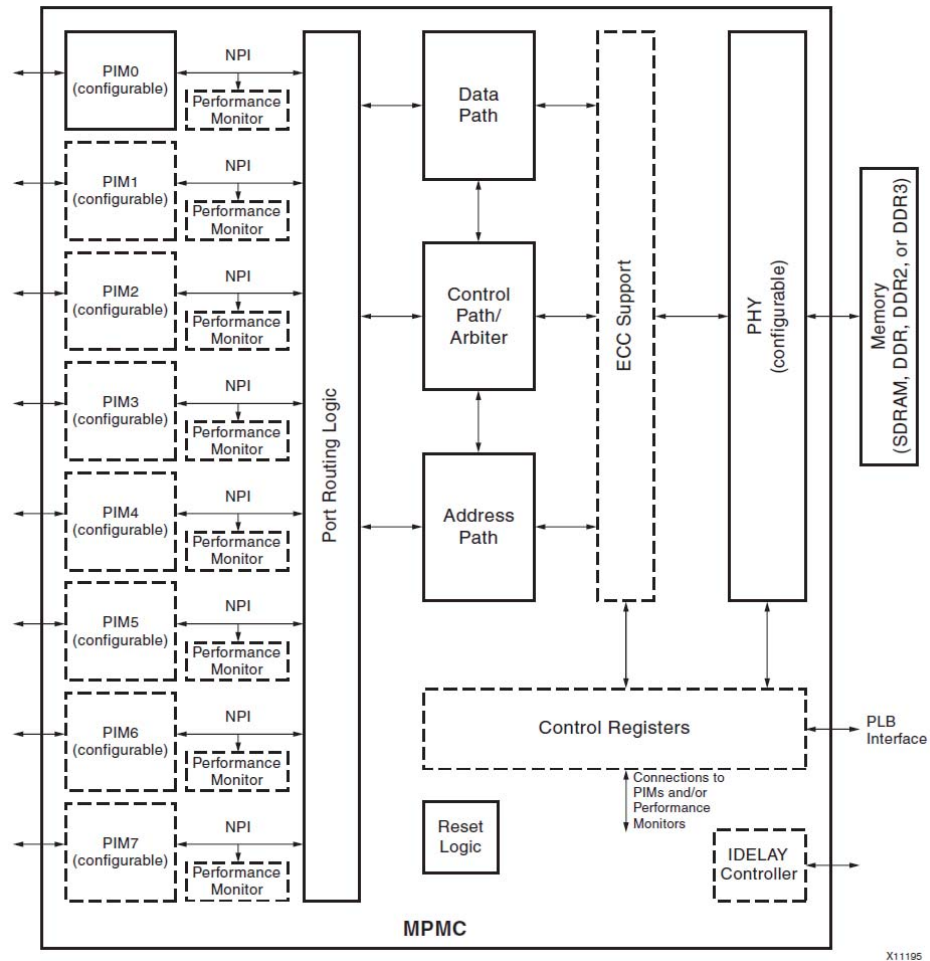 PIM0
(configurable)
NPI
Performance
Monitor
PIM1
(configurable)
NPI
Performance
Monitor
PIM2
(configurable)
NPI
Performance
Monitor
PIM3
(configurable)
NPI
Performance
Monitor
PIM4
(configurable)
NPI
Performance
Monitor
PIM5
(configurable)
NPI
Performance
Monitor
PIM6
(configurable)
NPI
Performance
Monitor
PIM7
(configurable)
NPI
Performance
Monitor
Port Routing Logic
Data
Path
Control
Path/
Arbiter
Address
Path
ECC Support
PHY
(configurable)
Memory
(SDRAM, DDR, DDR2, or DDR3)
Control Registers
PLB
Interface
Connections to
PIMs and/or
Performance
Monitors
Reset
Logic
IDELAY
Controller
MPMC
X11195